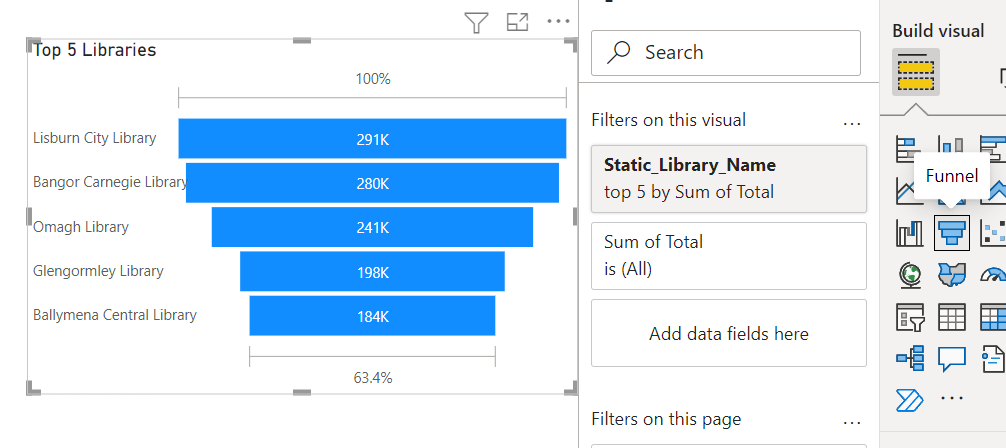 Top 5 Libraries
100%
Lisburn City Library
291K
Bangor Carnegie Library
280K
Omagh Library
241K
Glengormley Library
198K
Ballymena Central Library
184K
63.4%
Search
Filters on this visual
Static_Library_Name
top 5 by Sum of Total
Sum of Total
is (All)
Add data fields here
Filters on this page
Build visual
Funnel